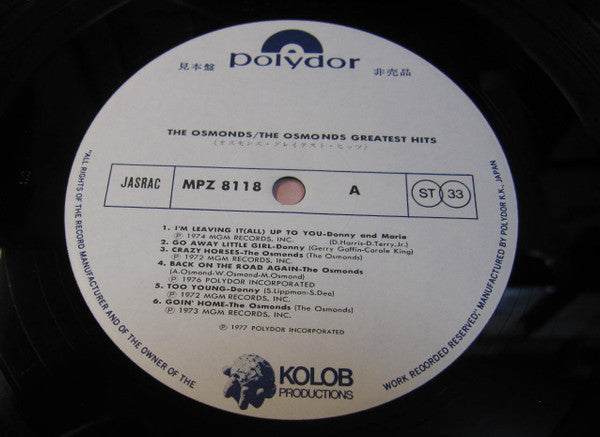 polydor
見本盤
非売品
THE OSMONDS/THE OSMONDS GREATEST HITS
(オズモンズ・グレイテスト・ヒッツ)
JASRAC
MPZ 8118
A
ST 33
1. I'M LEAVING IT(ALL) UP TO YOU-Donny and Marie
Ⓟ 1974 MGM RECORDS, INC. (D.Harris-D.Terry,Jr.)
2. GO AWAY LITTLE GIRL-Donny (Gerry Goffin-Carole King)
3. CRAZY HORSES-The Osmonds (The Osmonds)
Ⓟ 1972 MGM RECORDS, INC.
4. BACK ON THE ROAD AGAIN-The Osmonds
(A.Osmond-W.Osmond-M.Osmond)
Ⓟ 1976 POLYDOR INCORPORATED
5. TOO YOUNG-Donny (S.Lippman-S.Dee)
Ⓟ 1972 MGM RECORDS, INC.
6. GOIN' HOME-The Osmonds (The Osmonds)
Ⓟ 1973 MGM RECORDS, INC.
Ⓟ 1977 POLYDOR INCORPORATED
KOLOB
PRODUCTIONS
"ALL RIGHTS OF THE RECORD MANUFACTURER AND OF THE OWNER OF THE WORK RECORDED RESERVED", MANUFACTURED BY POLYDOR K.K., JAPAN